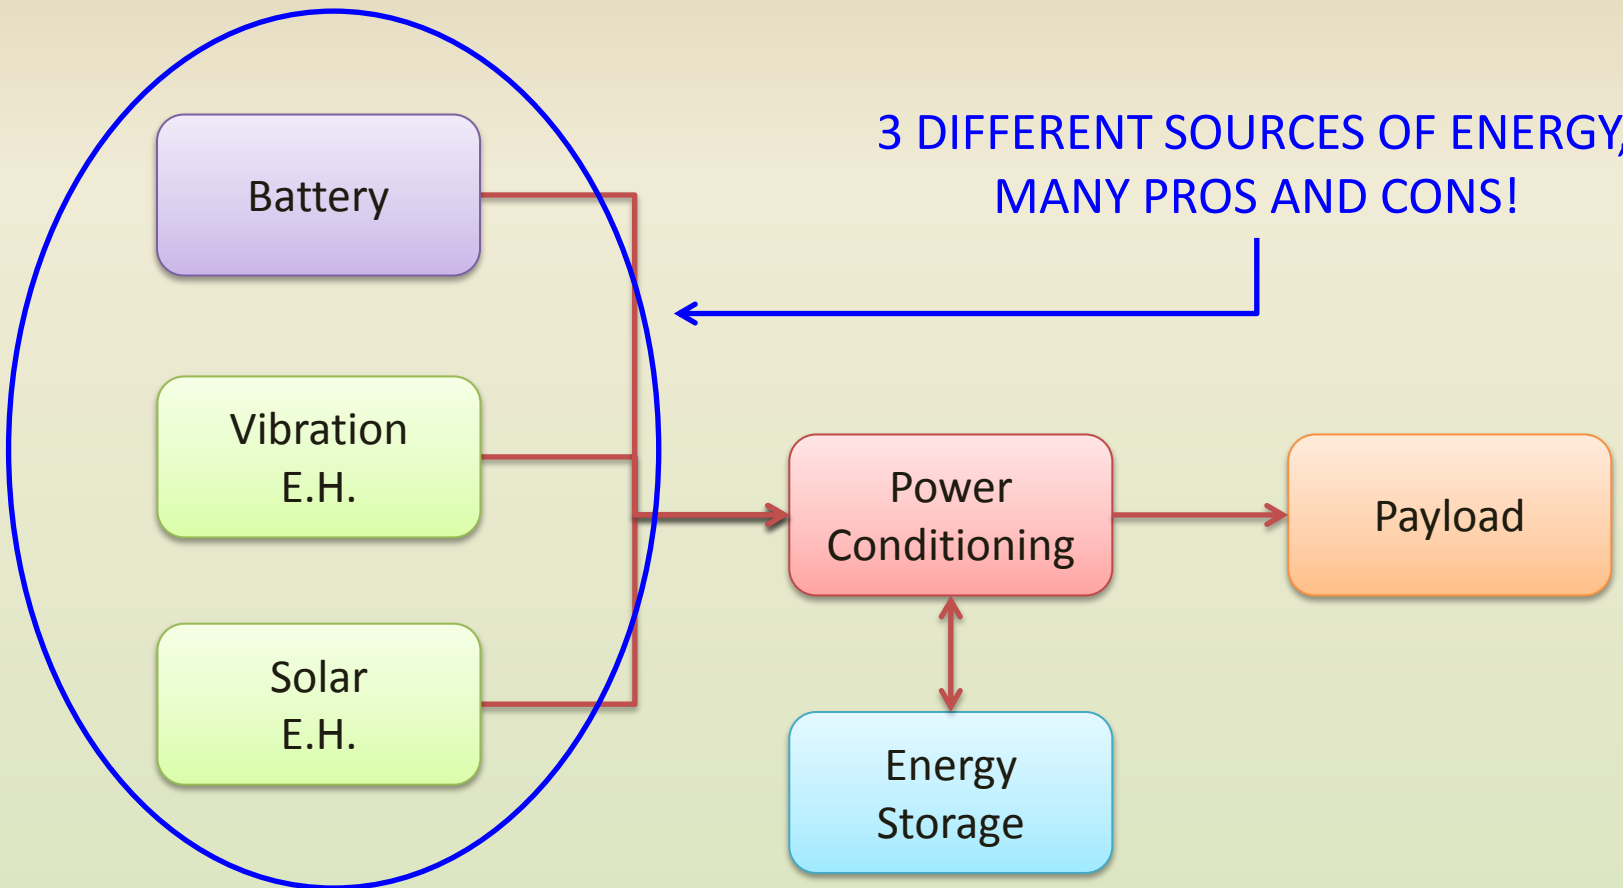 3 DIFFERENT SOURCES OF ENERGY,
MANY PROS AND CONS!
Battery
Vibration
E.H.
Solar
E.H.
Power
Conditioning
Payload
Energy
Storage